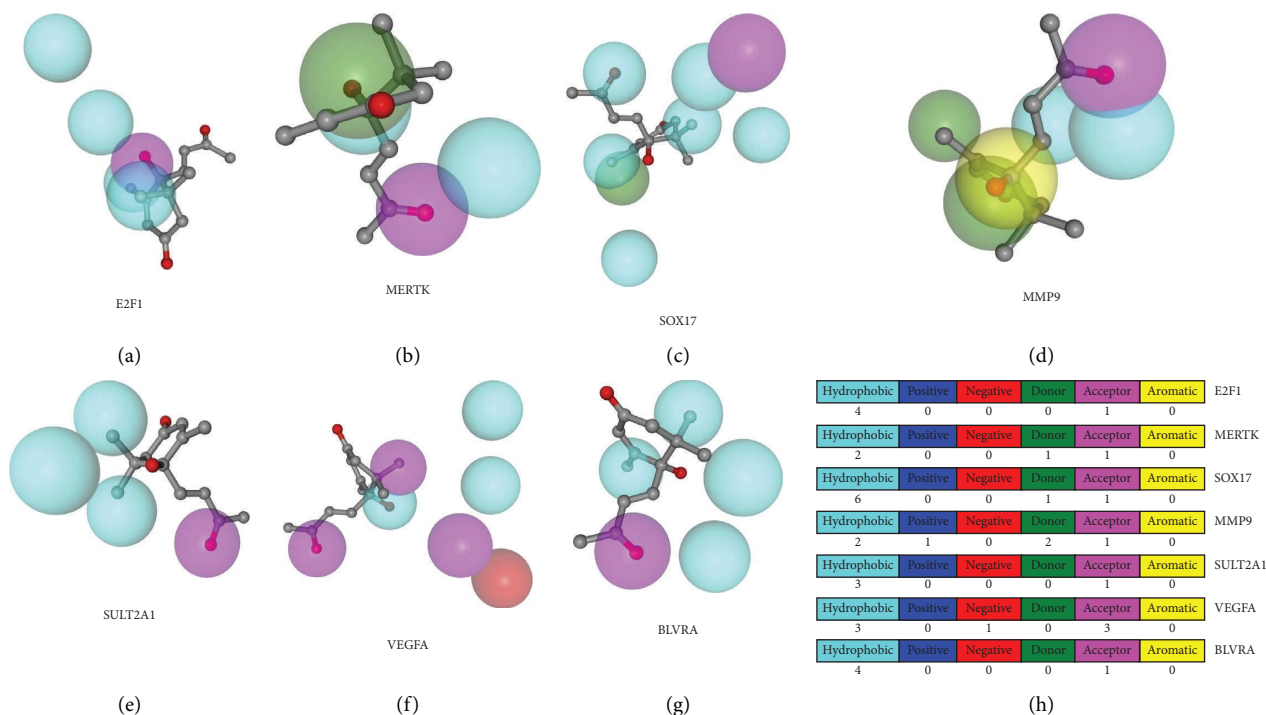 E2F1
(a)
MERTK
(b)
SOX17
(c)
MMP9
(d)
SULT2A1
(e)
VEGFA
(f)
BLVRA
(g)
Hydrophobic Positive Negative Donor Acceptor Aromatic E2F1
4 0 0 0 1 0
Hydrophobic Positive Negative Donor Acceptor Aromatic MERTK
2 0 0 1 1 0
Hydrophobic Positive Negative Donor Acceptor Aromatic SOX17
6 0 0 1 1 0
Hydrophobic Positive Negative Donor Acceptor Aromatic MMP9
2 1 0 2 1 0
Hydrophobic Positive Negative Donor Acceptor Aromatic SULT2A1
3 0 0 0 1 0
Hydrophobic Positive Negative Donor Acceptor Aromatic VEGFA
3 0 1 0 3 0
Hydrophobic Positive Negative Donor Acceptor Aromatic BLVRA
4 0 0 0 1 0
(h)